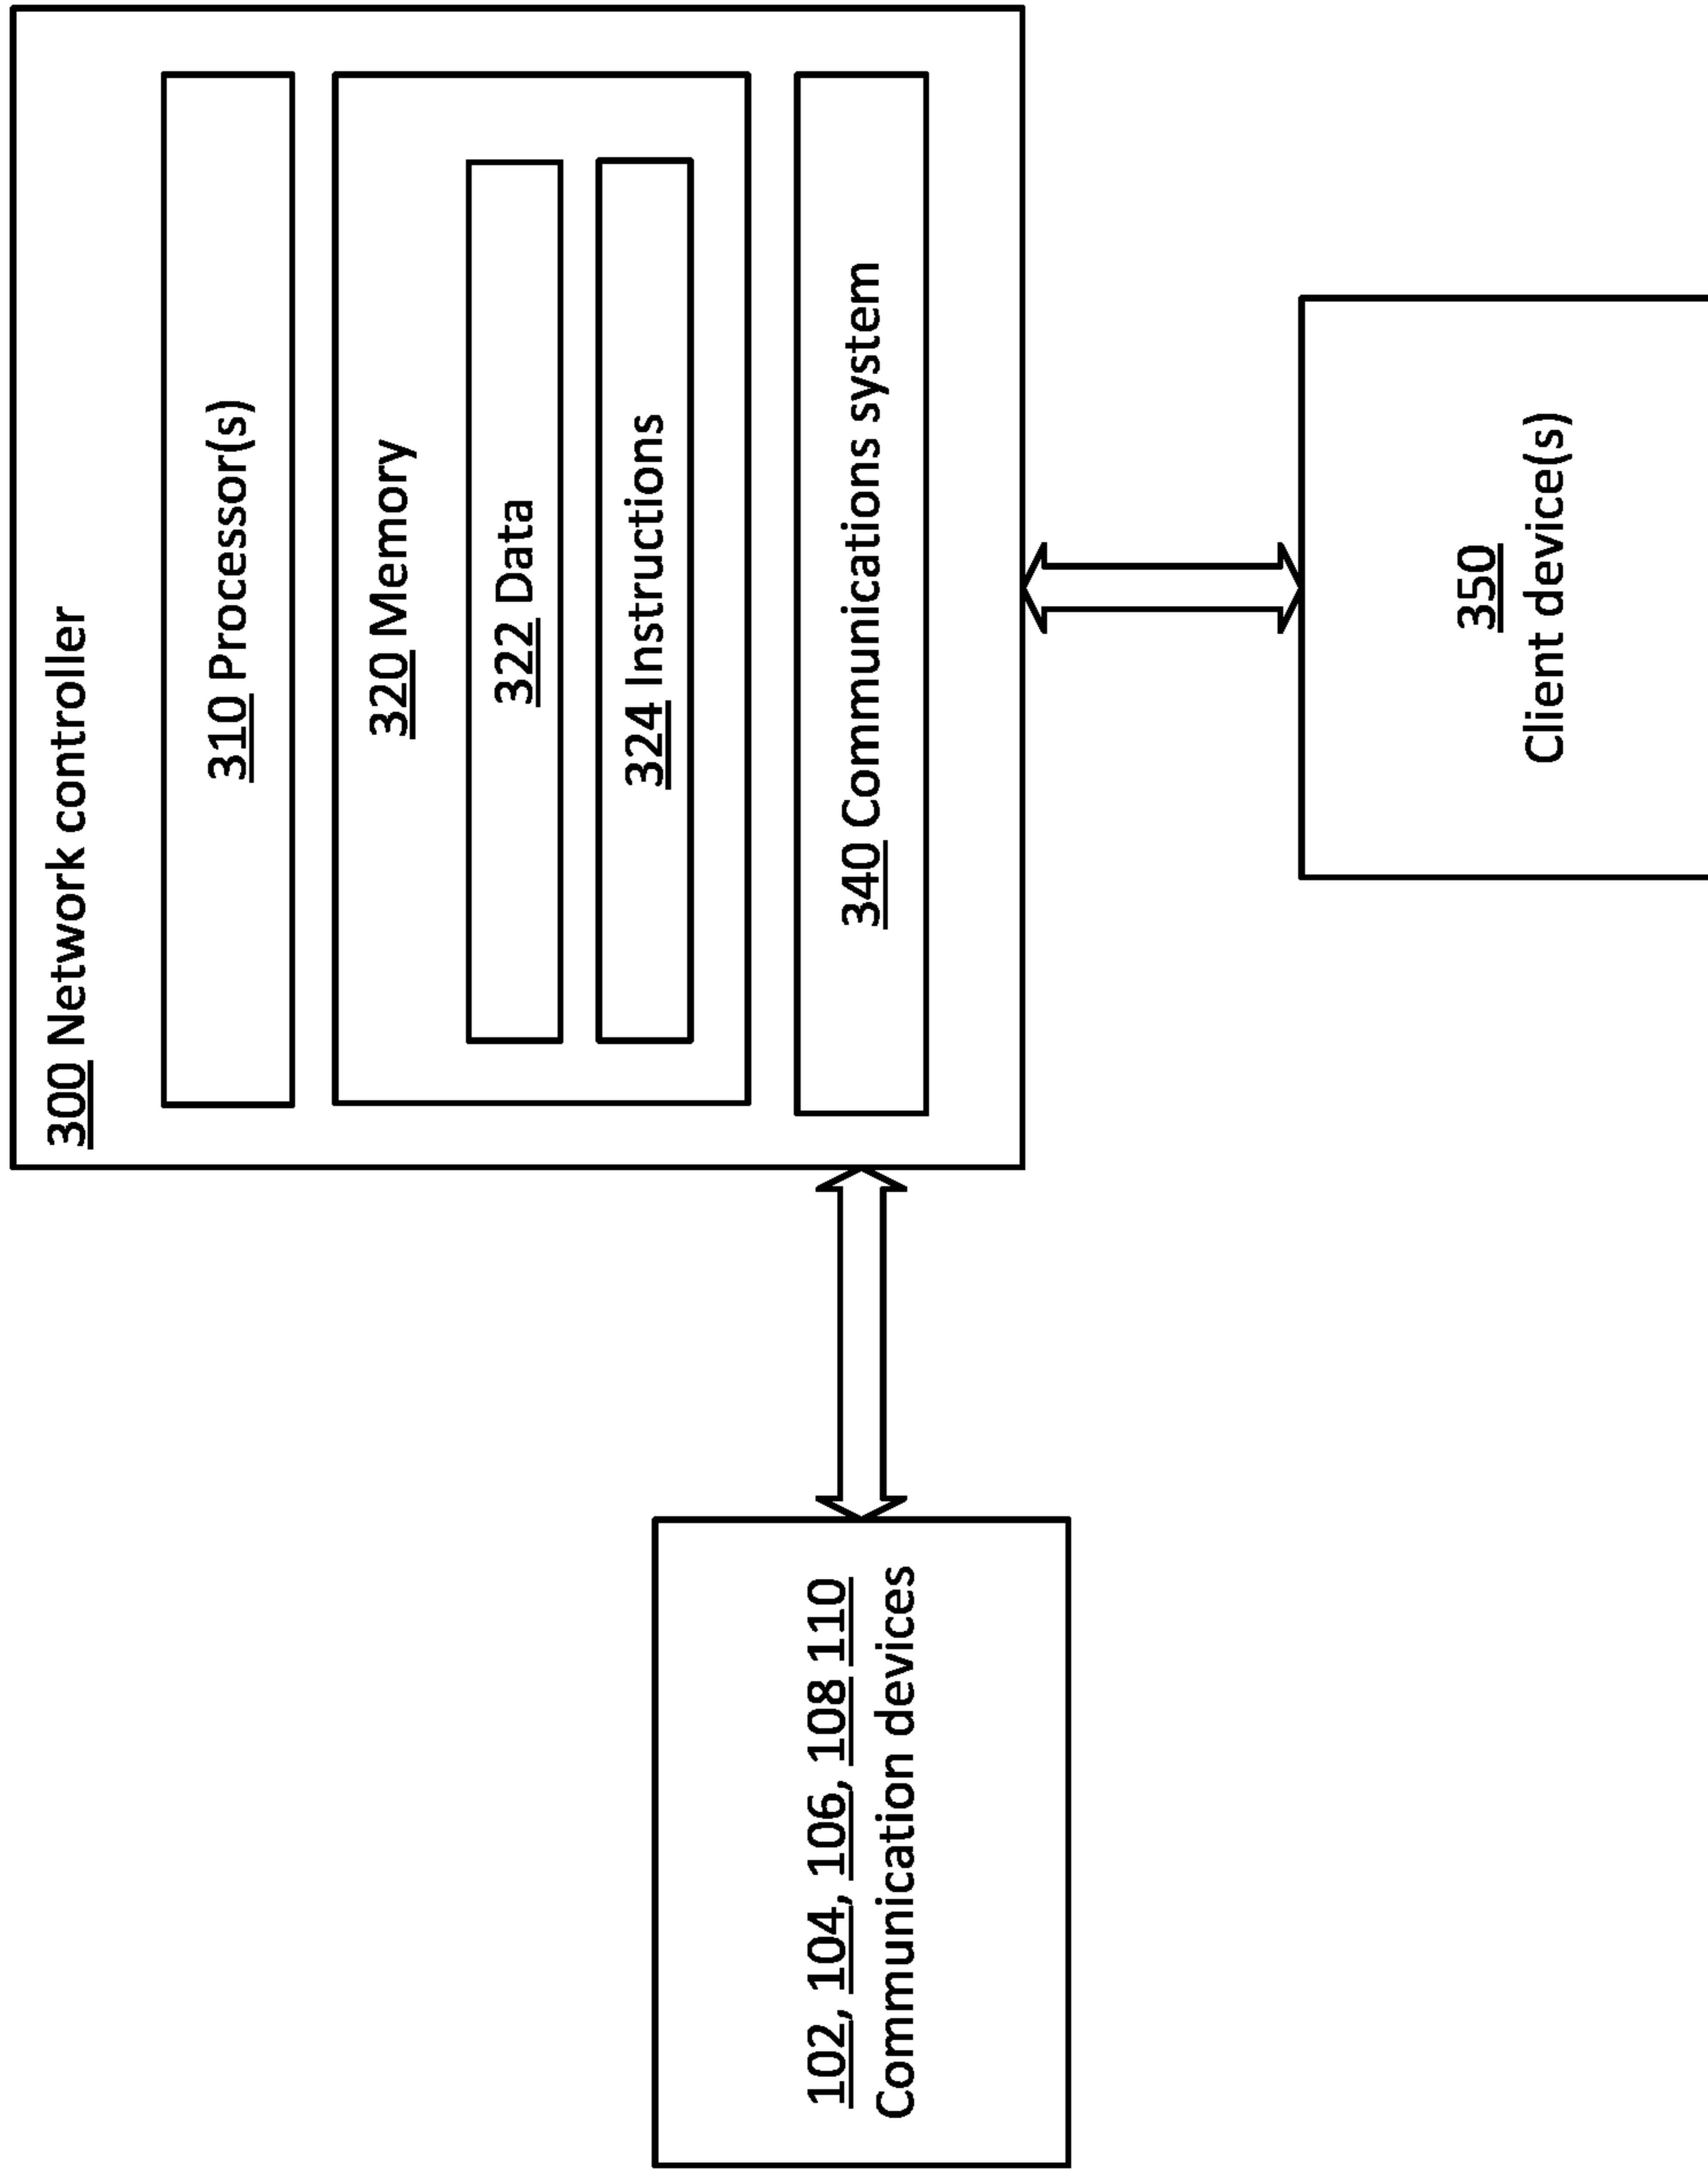 300 Network controller
310 Processor(s)
320 Memory
322 Data
324 Instructions
340 Communications system
102, 104, 106, 108 110
Communication devices
350
Client device(s)